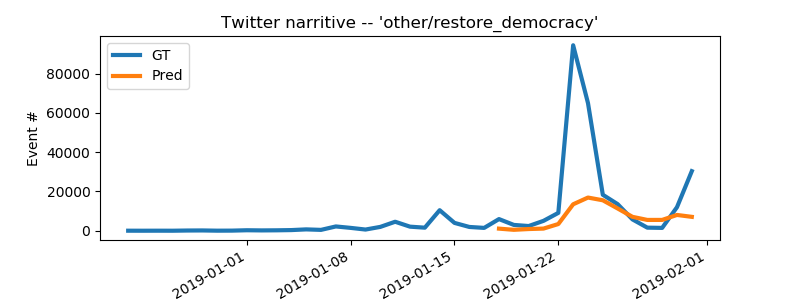 Twitter narritive -- 'other/restore_democracy'
GT
Pred
Event #
80000
60000
40000
20000
0
2019-01-01
2019-01-08
2019-01-15
2019-01-22
2019-02-01